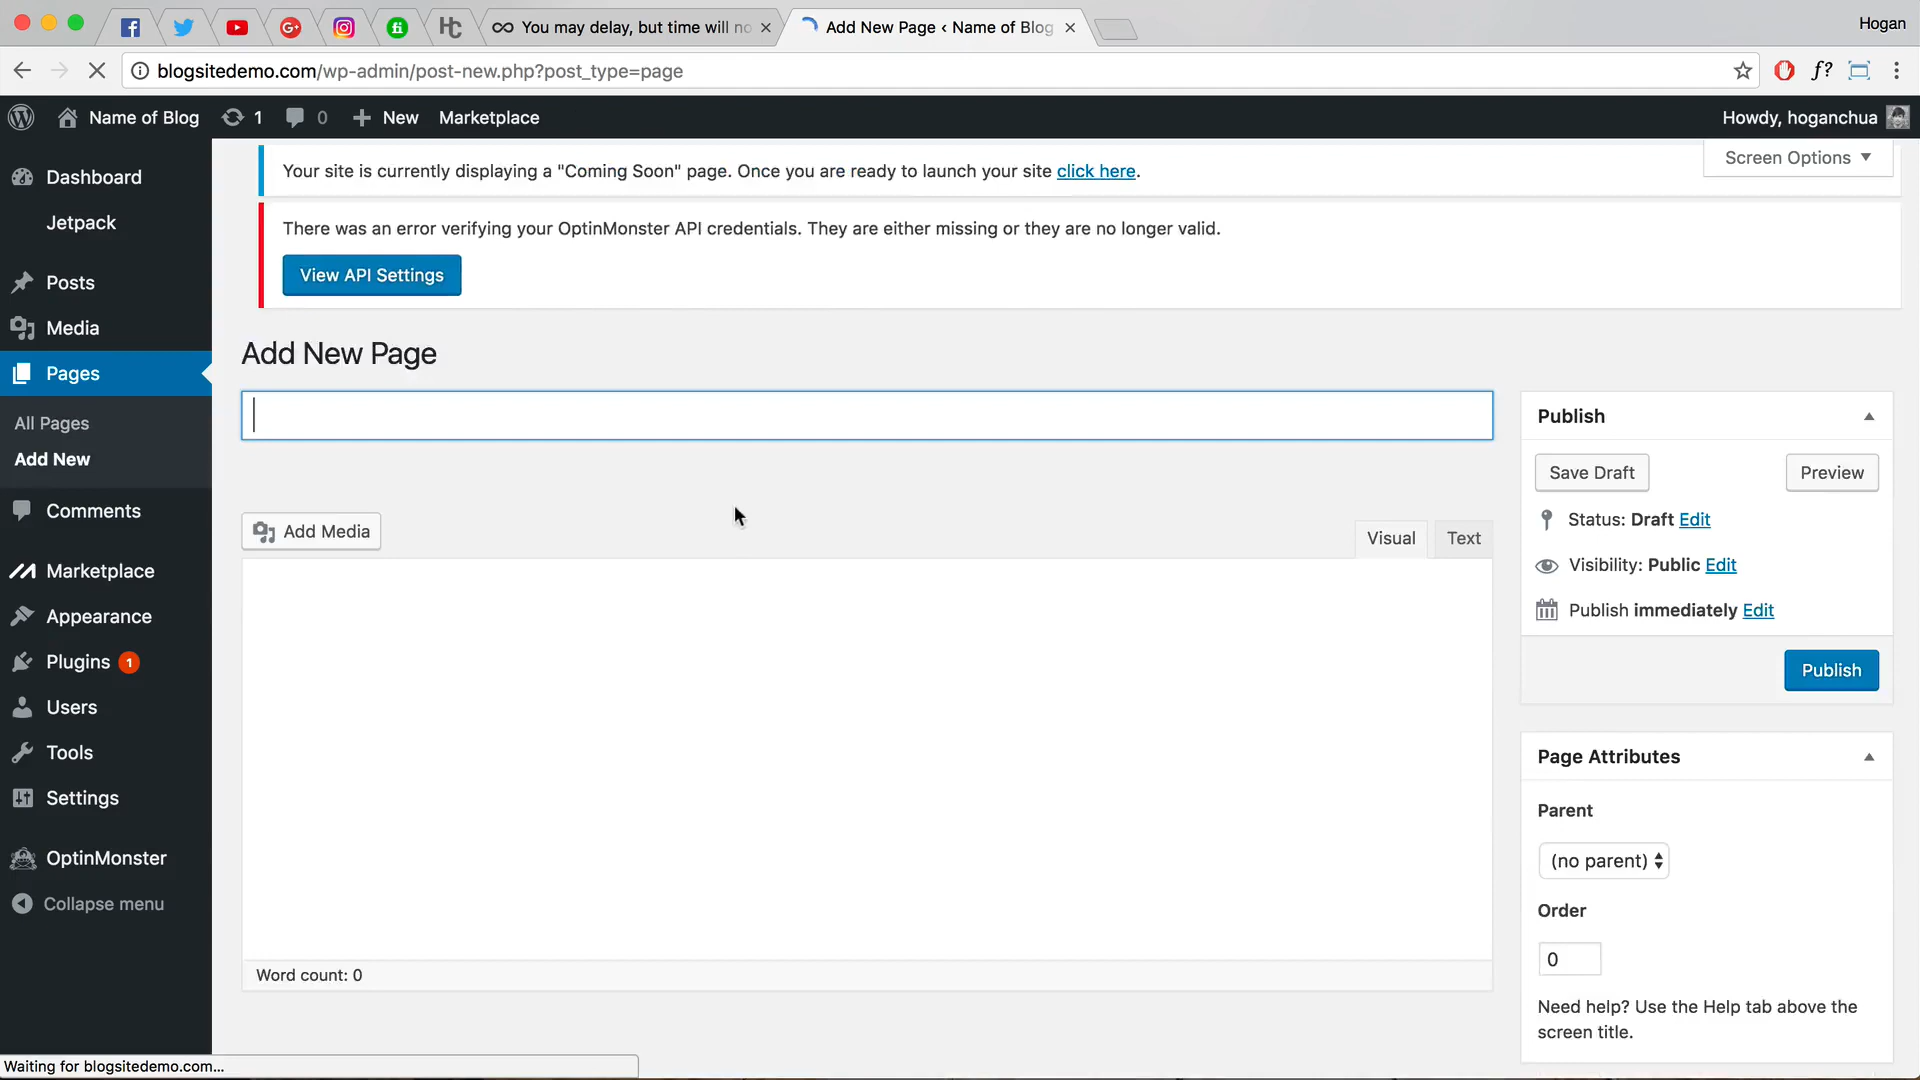 You may delay, but time will no
Add New Page ‹ Name of Blog
Hogan
blogsitedemo.com/wp-admin/post-new.php?post_type=page
f?
Name of Blog
1
0
New
Marketplace
Howdy, hoganchua
Dashboard
Jetpack
Posts
Media
Pages
All Pages
Add New
Comments
Marketplace
Appearance
Plugins 1
Users
Tools
Settings
OptinMonster
Collapse menu
Your site is currently displaying a "Coming Soon" page. Once you are ready to launch your site click here.
Screen Options
There was an error verifying your OptinMonster API credentials. They are either missing or they are no longer valid.
View API Settings
Add New Page
Add Media
Visual
Text
Word count: 0
Publish
Save Draft
Preview
Status: Draft Edit
Visibility: Public Edit
Publish immediately Edit
Publish
Page Attributes
Parent
(no parent)
Order
0
Need help? Use the Help tab above the
screen title.
Waiting for blogsitedemo.com...